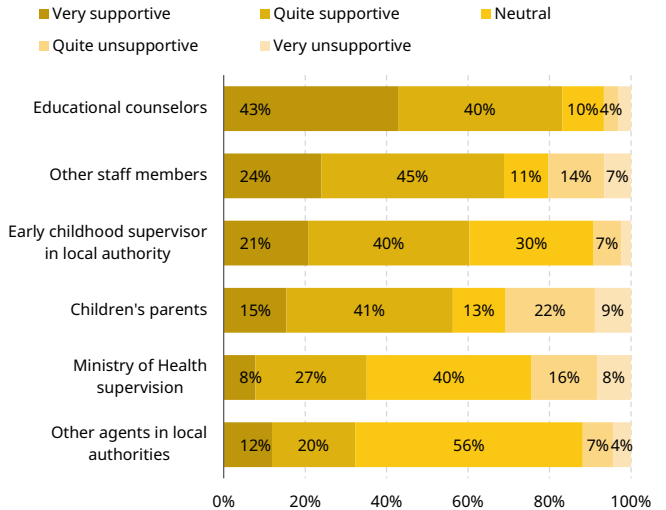 Very supportive Quite supportive Neutral
Quite unsupportive Very unsupportive
Educational counselors 43% 40% 10% 4%
Other staff members 24% 45% 11% 14% 7%
Early childhood supervisor
in local authority 21% 40% 30% 7%
Children's parents 15% 41% 13% 22% 9%
Ministry of Health
supervision 8% 27% 40% 16% 8%
Other agents in local
authorities 12% 20% 56% 7% 4%
0% 20% 40% 60% 80% 100%